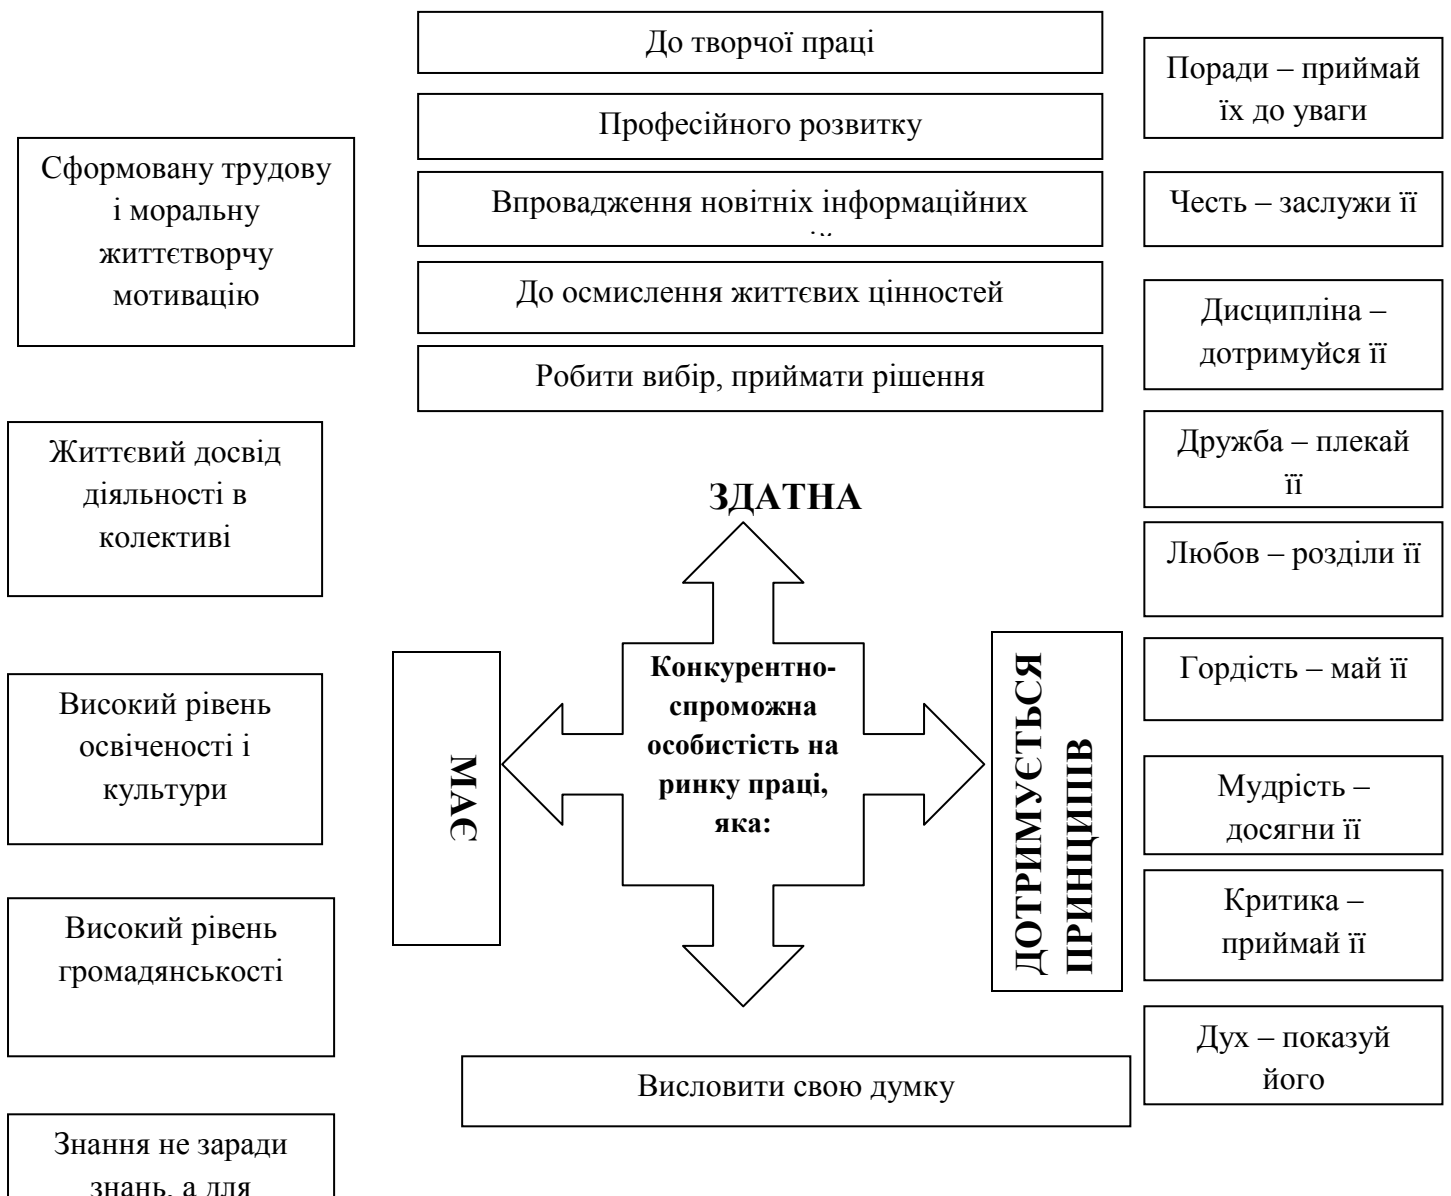 До творчої праці
Професійного розвитку
Впровадження новітніх інформаційних
До осмислення життєвих цінностей
Робити вибір, приймати рішення
Сформовану трудову
і моральну
життєтворчу
мотивацію
Життєвий досвід
діяльності в
колективі
Високий рівень
освіченості і
культури
Високий рівень
громадянськості
Знання не заради
знань, а для
ЗДАТНА
МАЄ
Конкурентно-
спроможна
особистість на
ринку праці,
яка:
ДОТРИМУЄТЬСЯ
ПРИНЦИПІВ
Висловити свою думку
Поради – приймай
їх до уваги
Честь – заслужи її
Дисципліна –
дотримуйся її
Дружба – плекай
її
Любов – розділи її
Гордість – май її
Мудрість –
досягни її
Критика –
приймай її
Дух – показуй
його